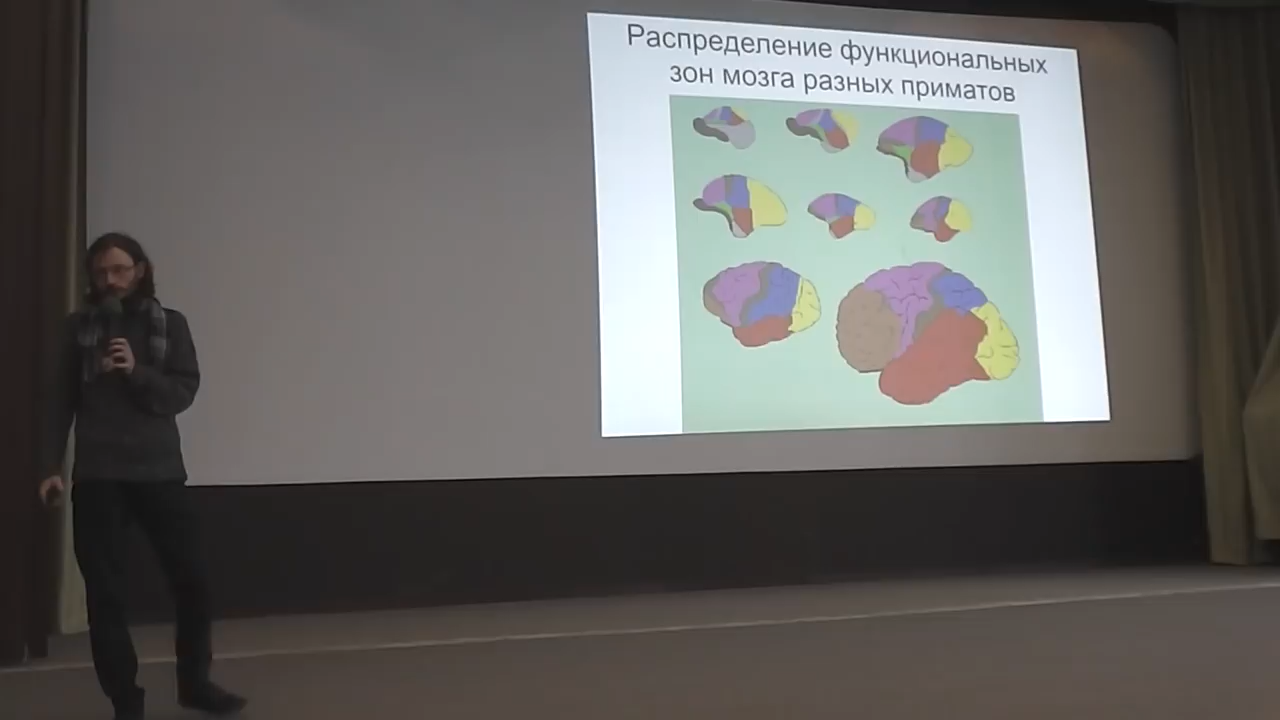 Распределение функциональных
зон мозга разных приматов